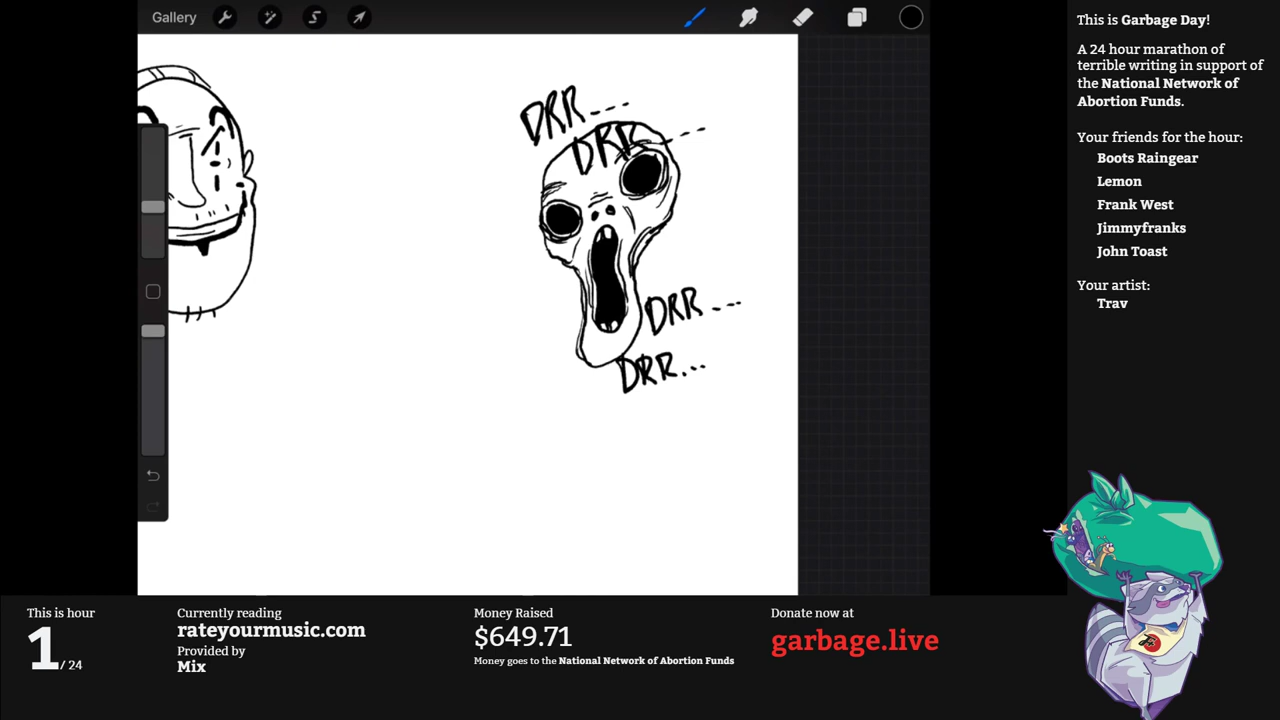 Gallery
This is Garbage Day!
A 24 hour marathon of
terrible writing in support of
the National Network of
Abortion Funds.
Your friends for the hour:
Boots Raingear
Lemon
Frank West
Jimmyfranks
John Toast
Your artist:
Trav
DRR....
DRR.....
DRR....
DRR...
This is hour
1 / 24
Currently reading
rateyourmusic.com
Provided by
Mix
Money Raised
$649.71
Money goes to the National Network of Abortion Funds
Donate now at
garbage.live